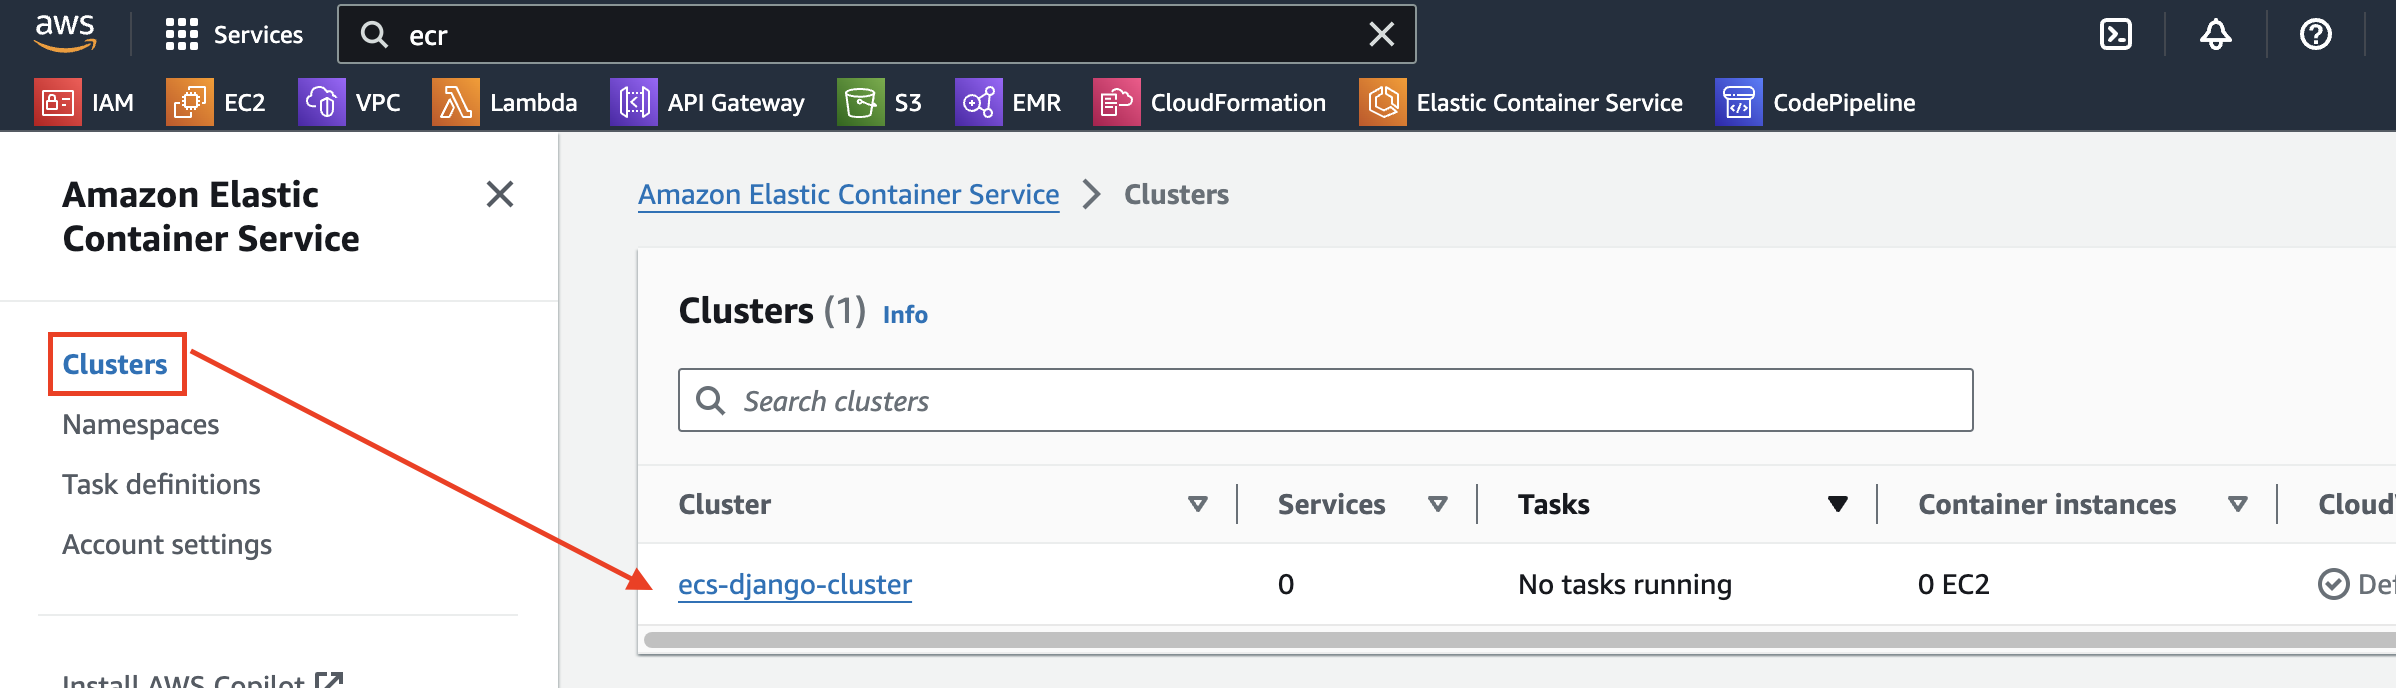 aws Services ecr
IAM EC2 VPC Lambda API Gateway S3 EMR CloudFormation Elastic Container Service CodePipeline
Amazon Elastic
Container Service
Clusters
Namespaces
Task definitions
Account settings
Install AWS Copilot
Amazon Elastic Container Service > Clusters
Clusters (1) Info
Search clusters
Cluster Services Tasks Container instances
ecs-django-cluster 0 No tasks running 0 EC2